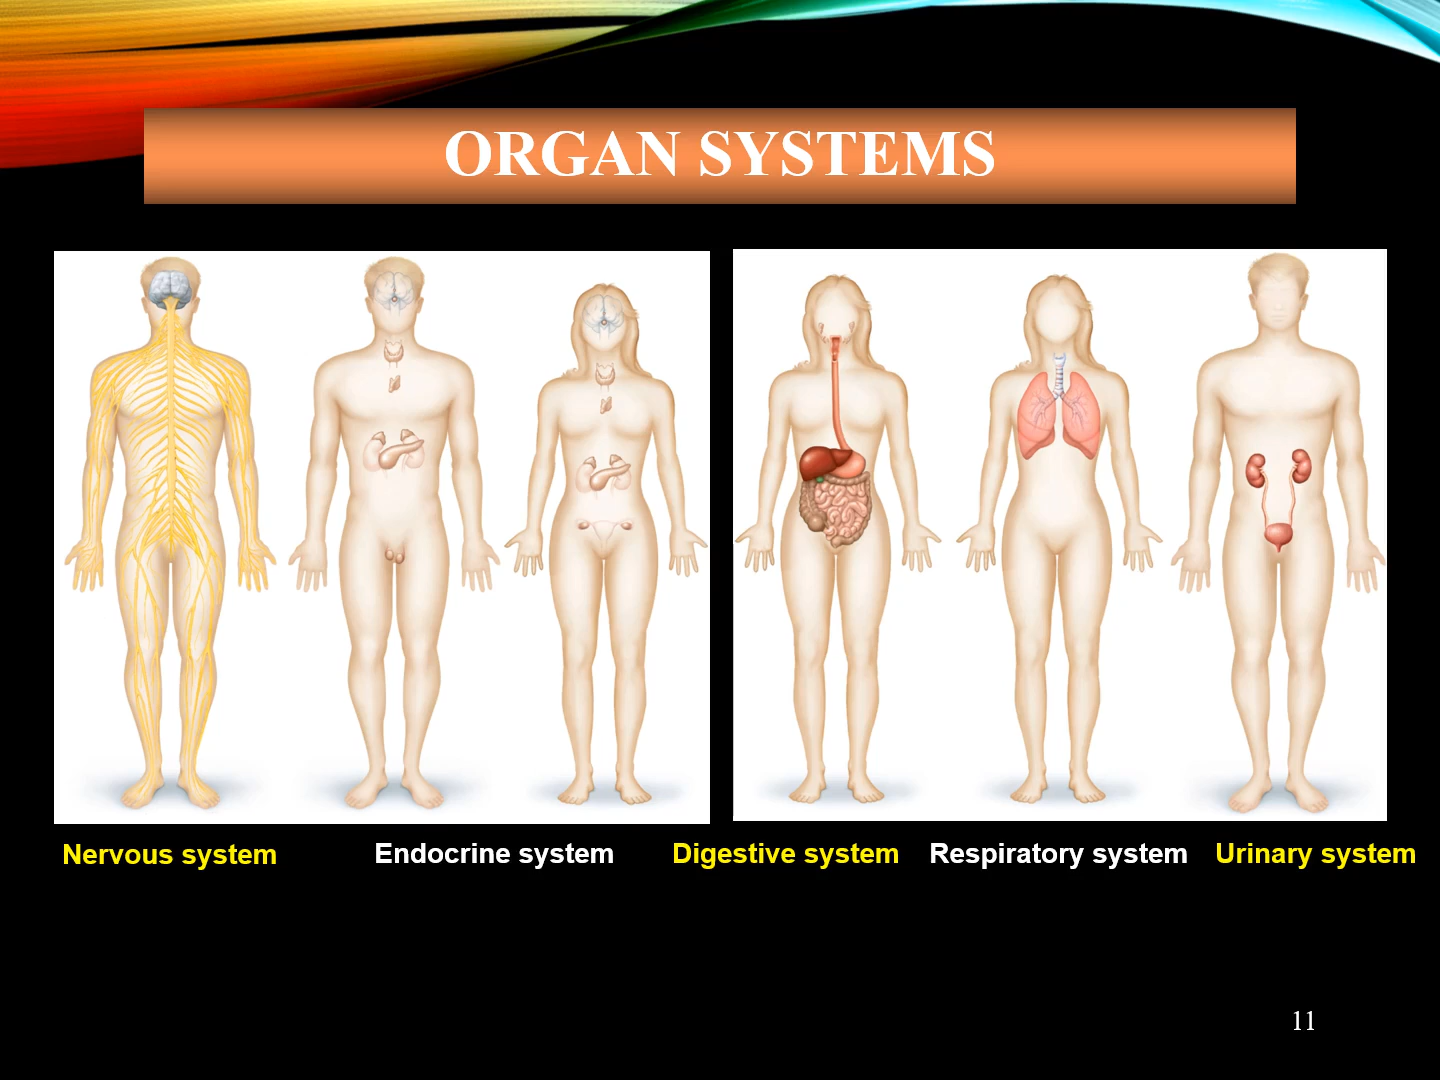 ORGAN SYSTEMS
Nervous system
Endocrine system
Digestive system
Respiratory system
Urinary system
11